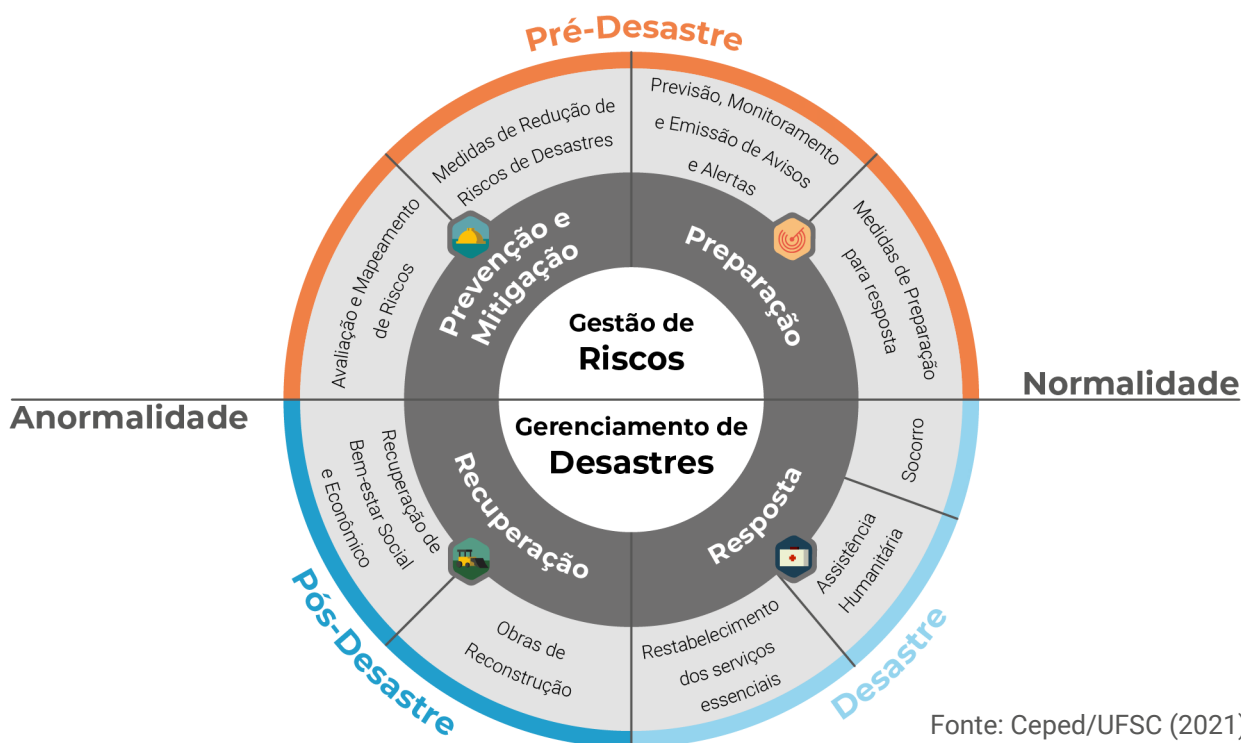 Pré-Desastre
Medidas de Redução de
Riscos de Desastres
Previsão, Monitoramento
e Emissão de Avisos
e Alertas
Avaliação e Mapeamento
de Riscos
Medidas de Preparação
para resposta
Prevenção e
Mitigação
Preparação
Gestão de
Riscos
Normalidade
Anormalidade
Gerenciamento de
Desastres
Recuperação
Resposta
Recuperação de
Bem-estar Social
e Econômico
Socorro
Assistência
Humanitária
Obras de
Reconstrução
Restabelecimento
dos serviços
essenciais
Pós-Desastre
Desastre
Fonte: Ceped/UFSC (2021)